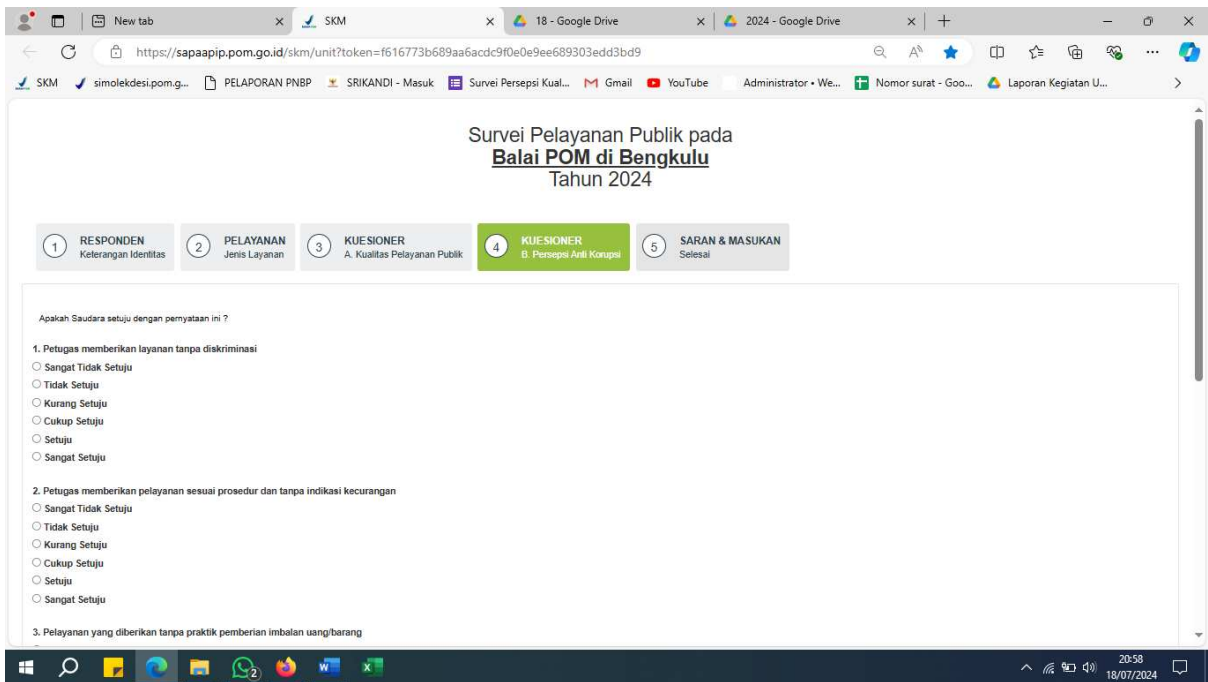 New tab
SKM
18 - Google Drive
2024 - Google Drive
https://sapaapip.pom.go.id/skm/unit?token=f616773b689aa6acdc9f0e0e9ee689303edd3bd9
SKM
simolekdesi.pom.g...
PELAPORAN PNBP
SRIKANDI - Masuk
Survei Persepsi Kual...
Gmail
YouTube
Administrator • We...
Nomor surat - Goo...
Laporan Kegiatan U...
Survei Pelayanan Publik pada
Balai POM di Bengkulu
Tahun 2024
1 RESPONDEN
Keterangan Identitas
2 PELAYANAN
Jenis Layanan
3 KUESIONER
A. Kualitas Pelayanan Publik
4 KUESIONER
B. Persepsi Anti Korupsi
5 SARAN & MASUKAN
Selesai
Apakah Saudara setuju dengan pernyataan ini ?
1. Petugas memberikan layanan tanpa diskriminasi
Sangat Tidak Setuju
Tidak Setuju
Kurang Setuju
Cukup Setuju
Setuju
Sangat Setuju
2. Petugas memberikan pelayanan sesuai prosedur dan tanpa indikasi kecurangan
Sangat Tidak Setuju
Tidak Setuju
Kurang Setuju
Cukup Setuju
Setuju
Sangat Setuju
3. Pelayanan yang diberikan tanpa praktik pemberian imbalan uang/barang
2
20:58
18/07/2024